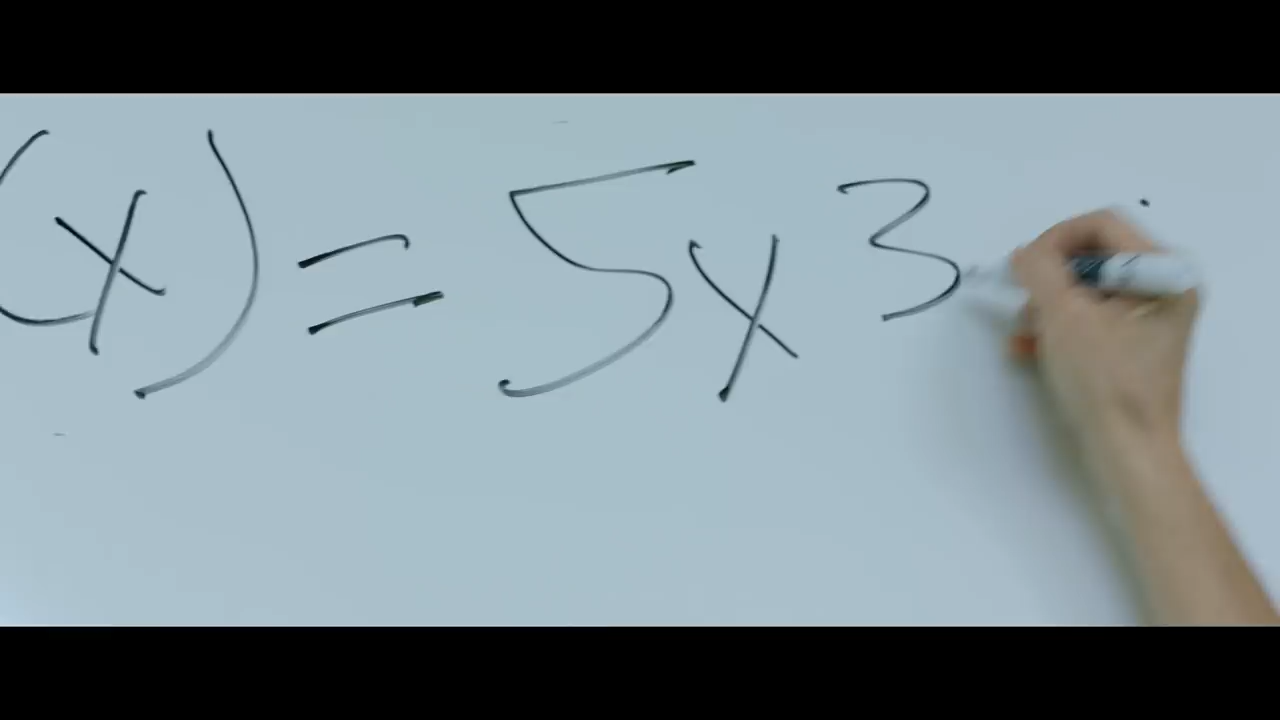 (x) = 5x³